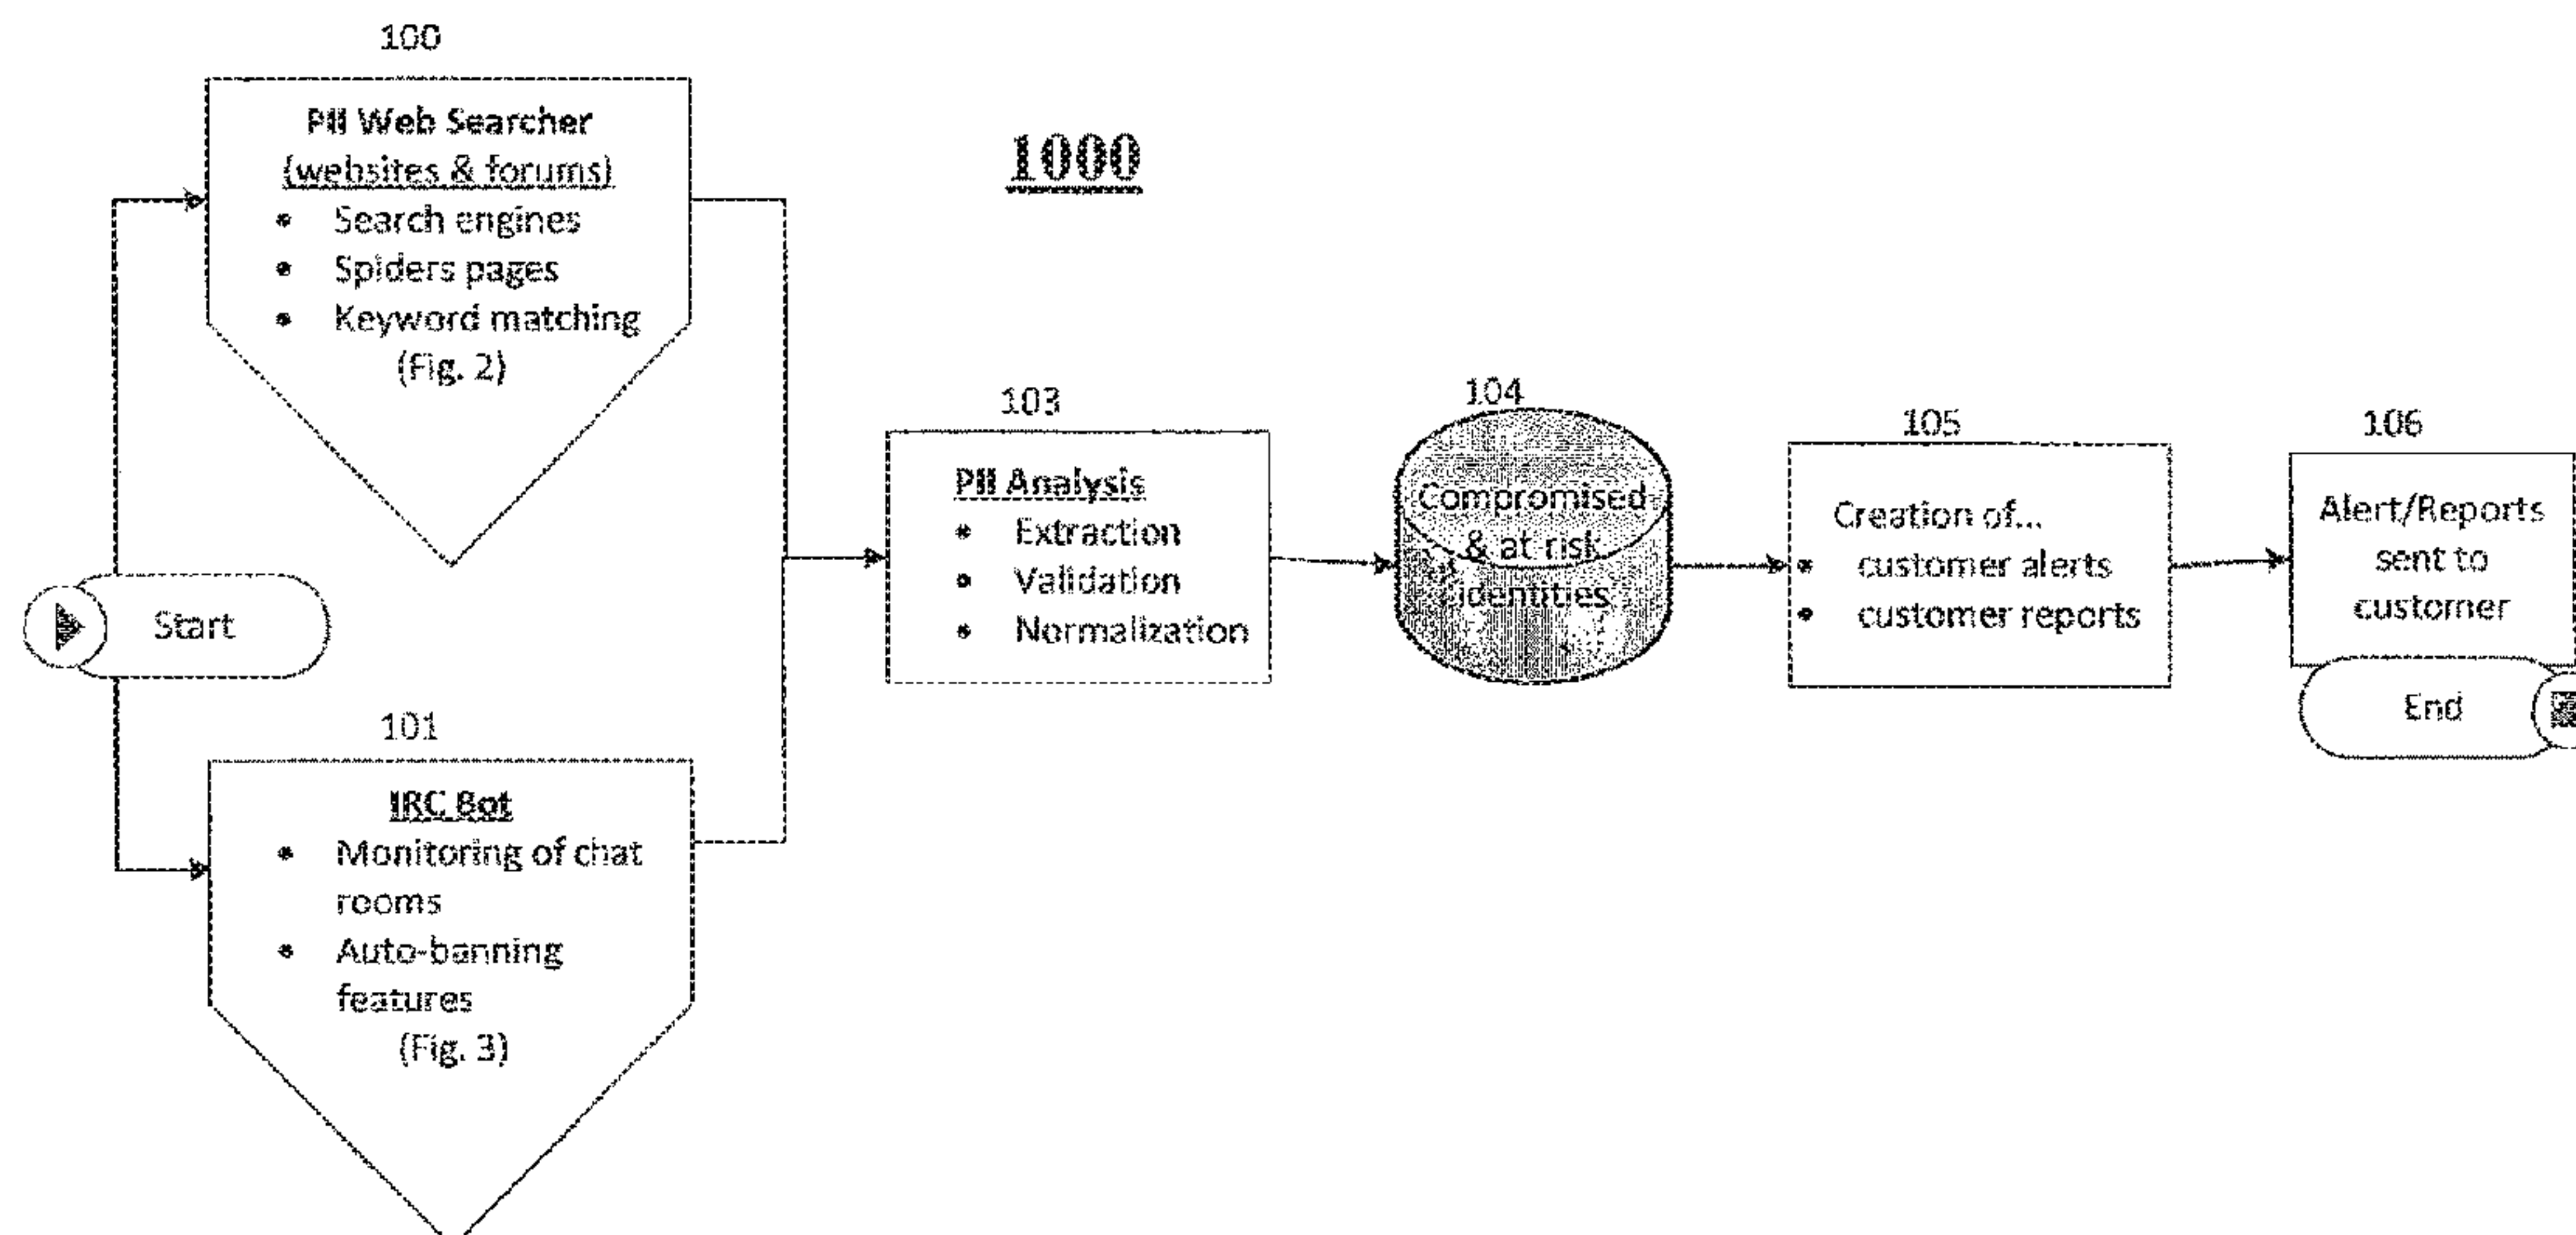 100
PII Web Searcher
(websites & forums)
• Search engines
• Spiders pages
• Keyword matching
(Fig. 2)
1000
Start
101
IRC Bot
• Monitoring of chat
rooms
• Auto-banning
features
(Fig. 3)
103
PII Analysis
• Extraction
• Validation
• Normalization
104
Compromised
& at risk
identities
105
Creation of...
• customer alerts
• customer reports
106
Alert/Reports
sent to
customer
End